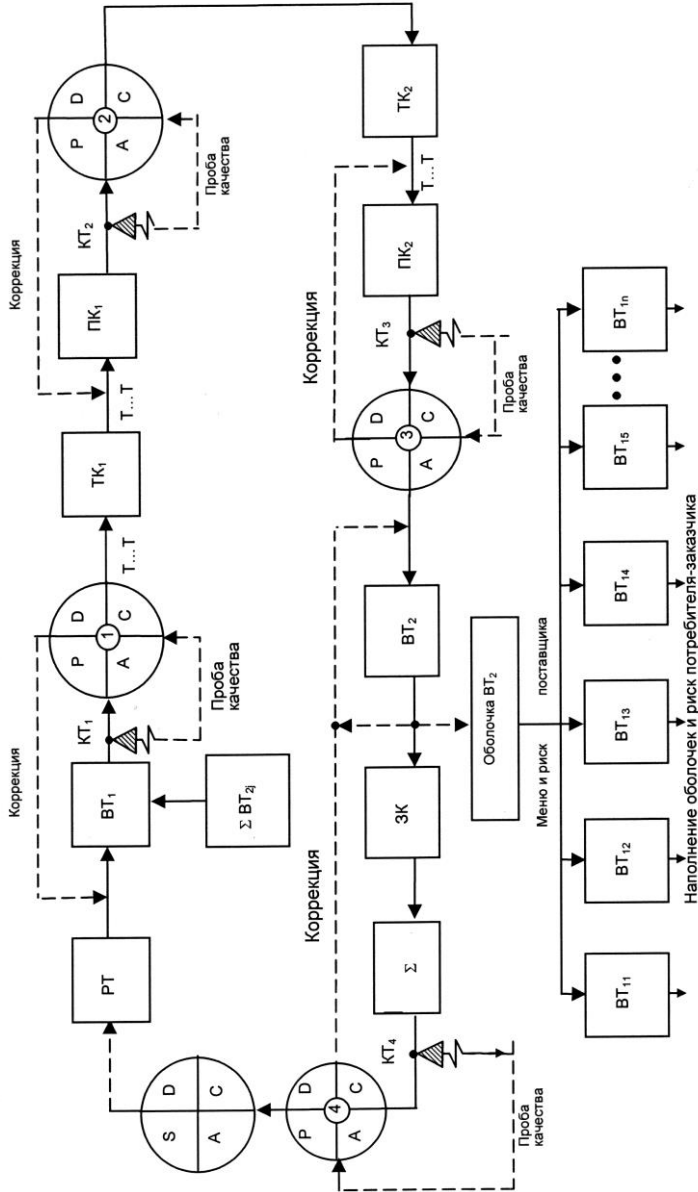 Коррекция
РТ
ВТ₁
Σ ВТ₂ⱼ
КТ₁
Проба
качества
P
D
A
C
1
Т...Т
ТК₁
Коррекция
Т...Т
ПК₁
КТ₂
Проба
качества
P
D
A
C
2
S
D
A
C
P
D
A
C
4
КТ₄
Проба
качества
Σ
ЗК
Коррекция
ВТ₂
P
D
A
C
3
КТ₃
Проба
качества
Коррекция
ПК₂
Т...Т
ТК₂
Оболочка ВТ₂
Меню и риск
поставщика
ВТ₁₁
ВТ₁₂
ВТ₁₃
ВТ₁₄
ВТ₁₅
ВТ₁ₙ
Наполнение оболочек и риск потребителя-заказчика